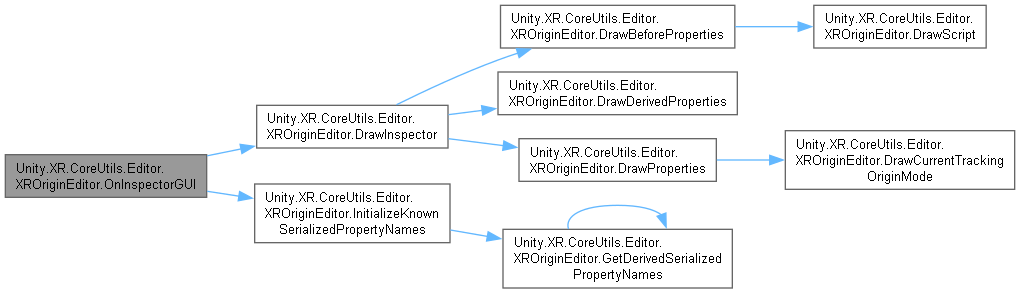 Unity.XR.CoreUtils.Editor.
XROriginEditor.OnInspectorGUI
Unity.XR.CoreUtils.Editor.
XROriginEditor.DrawInspector
Unity.XR.CoreUtils.Editor.
XROriginEditor.DrawBeforeProperties
Unity.XR.CoreUtils.Editor.
XROriginEditor.DrawScript
Unity.XR.CoreUtils.Editor.
XROriginEditor.DrawDerivedProperties
Unity.XR.CoreUtils.Editor.
XROriginEditor.DrawProperties
Unity.XR.CoreUtils.Editor.
XROriginEditor.DrawCurrentTracking
OriginMode
Unity.XR.CoreUtils.Editor.
XROriginEditor.InitializeKnown
SerializedPropertyNames
Unity.XR.CoreUtils.Editor.
XROriginEditor.GetDerivedSerialized
PropertyNames